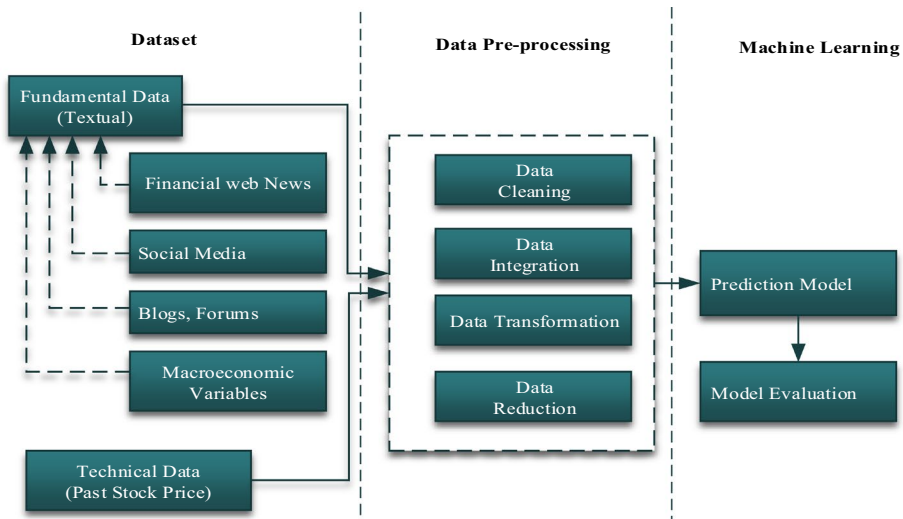 Dataset
Data Pre-processing
Machine Learning
Fundamental Data
(Textual)
Financial web News
Social Media
Blogs, Forums
Macroeconomic
Variables
Technical Data
(Past Stock Price)
Data
Cleaning
Data
Integration
Data Transformation
Data
Reduction
Prediction Model
Model Evaluation